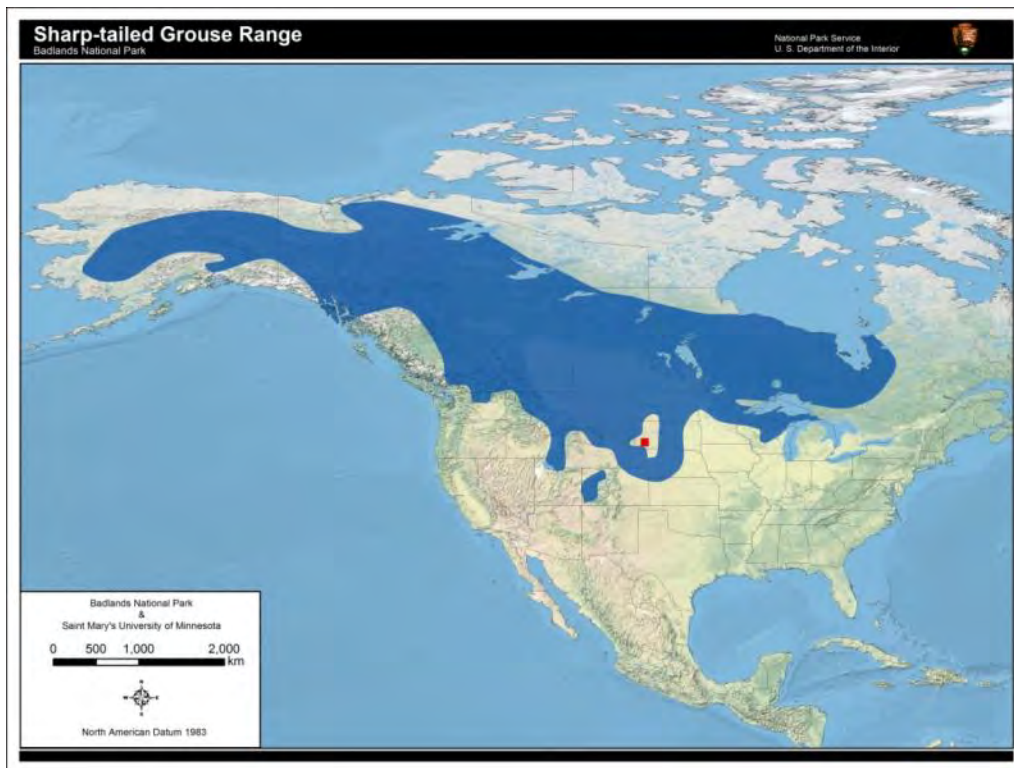 Sharp-tailed Grouse Range
Badlands National Park
National Park Service
U. S. Department of the Interior
Badlands National Park
&
Saint Mary's University of Minnesota
0 500 1,000 2,000
km
N
W E
S
North American Datum 1983